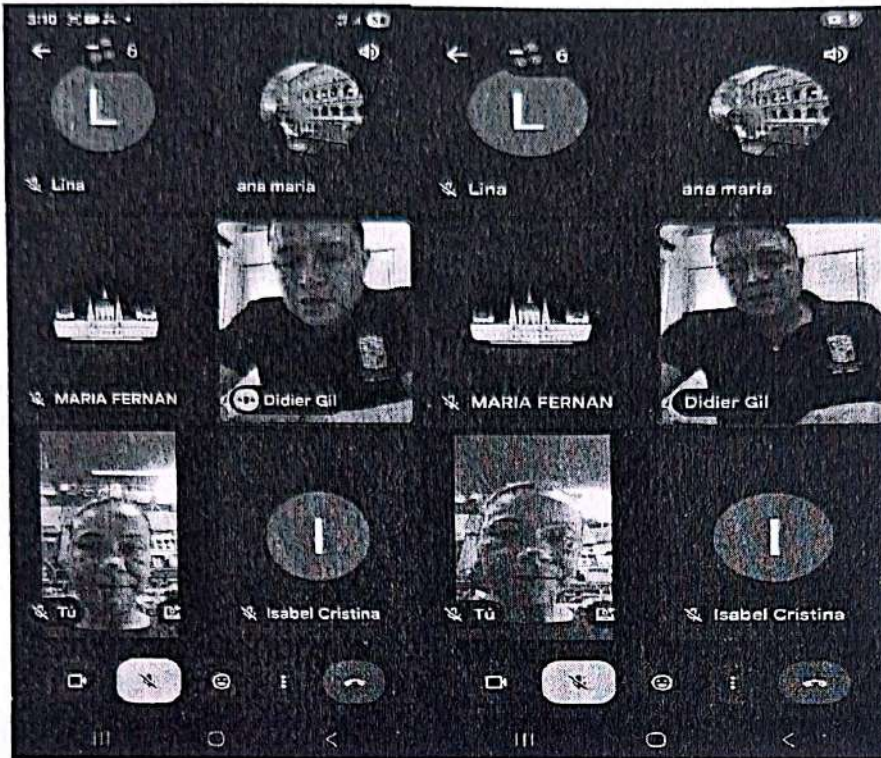 3:10
6
L
Lina
ana maria
MARIA FERNAN
Didier Gil
Tú
I
Isabel Cristina
6
L
Lina
ana maria
MARIA FERNAN
Didier Gil
Tú
I
Isabel Cristina